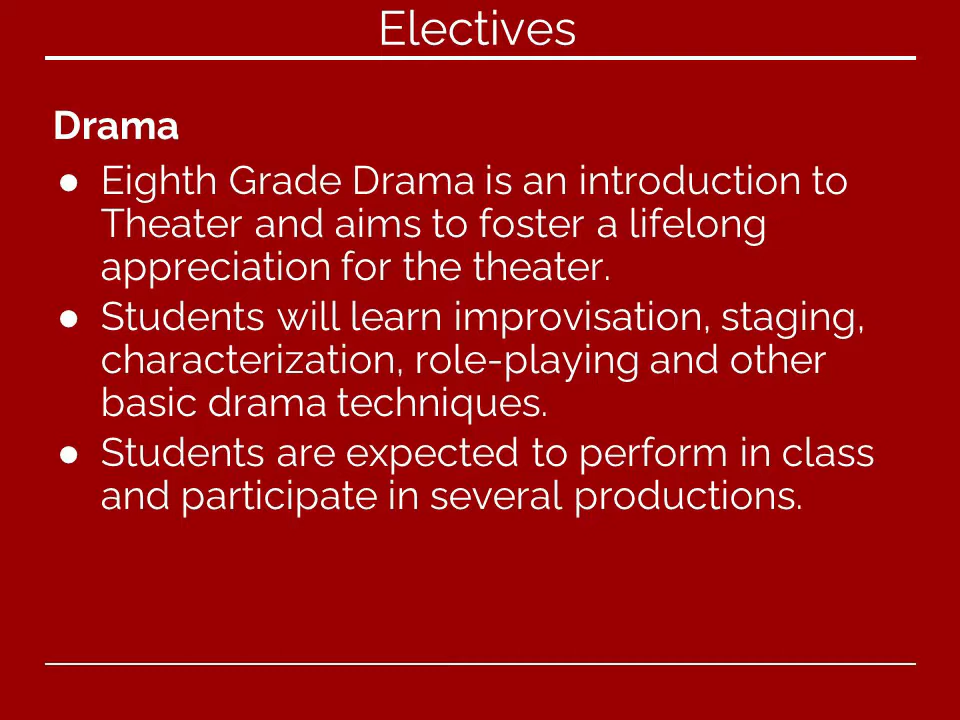 Electives
Drama
● Eighth Grade Drama is an introduction to
Theater and aims to foster a lifelong
appreciation for the theater.
● Students will learn improvisation, staging,
characterization, role-playing and other
basic drama techniques.
● Students are expected to perform in class
and participate in several productions.